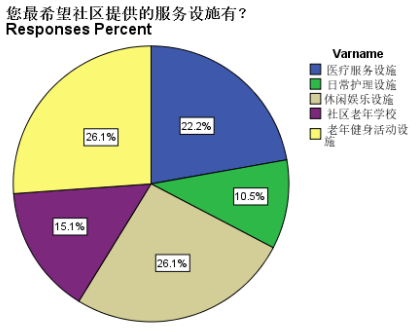 您最希望社区提供的服务设施有?
Responses Percent
Varname
医疗服务设施
日常护理设施
休闲娱乐设施
社区老年学校
老年健身活动设
施
22.2%
10.5%
26.1%
15.1%
26.1%